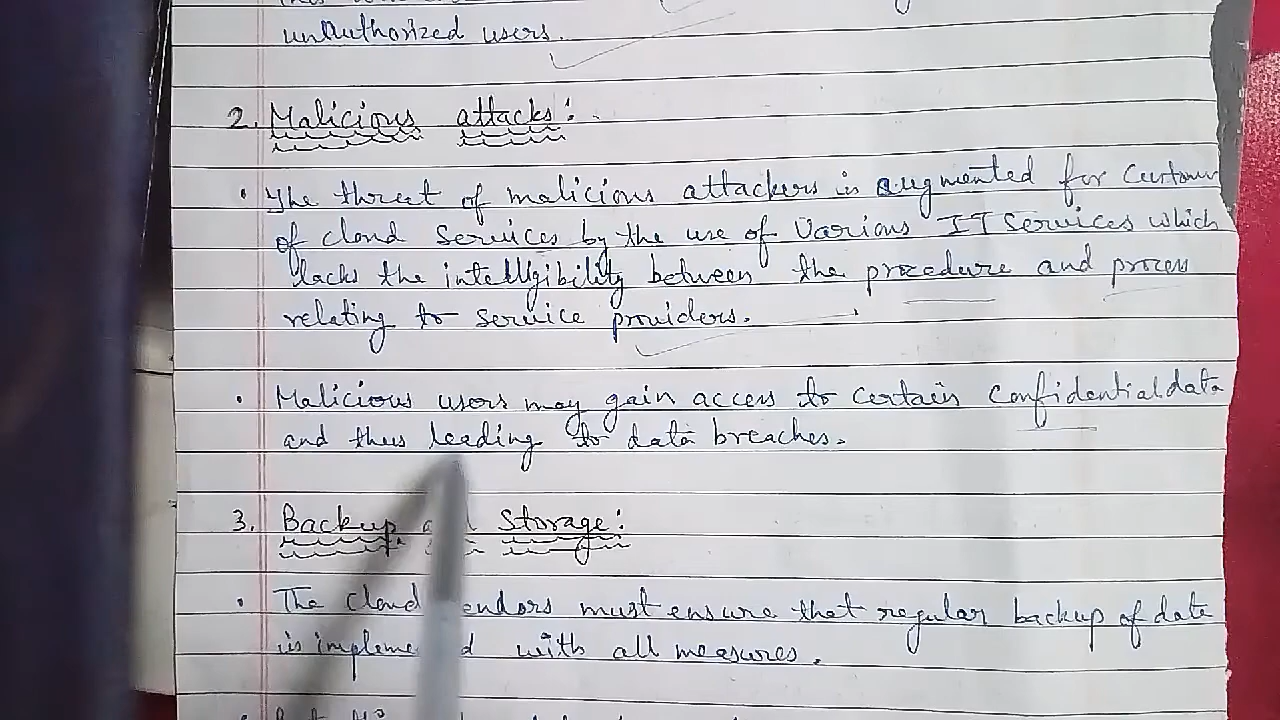 unauthorized users.
2. Malicious attacks:
• The threat of malicious attackers is augmented for Customer
of cloud Services by the use of Various IT Services which
lacks the intelligibility between the procedure and process
relating to service providers.
• Malicious users may gain access to certain Confidential data
and thus leading to data breaches.
3. Backup Storage:
• The cloud must ensure that regular backup of data
is with all measures.